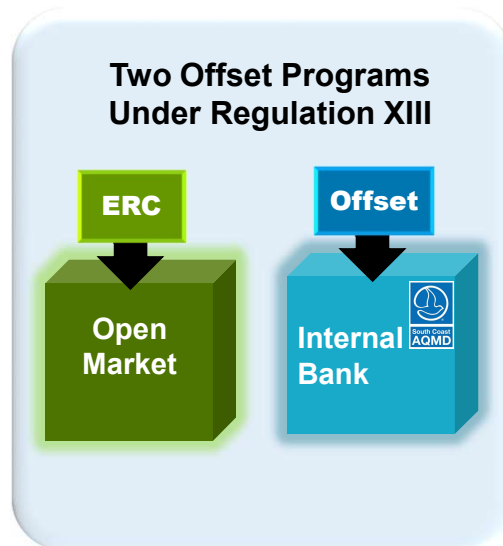 Two Offset Programs
Under Regulation XIII
ERC
Offset
Open
Market
Internal
Bank
South Coast
AQMD